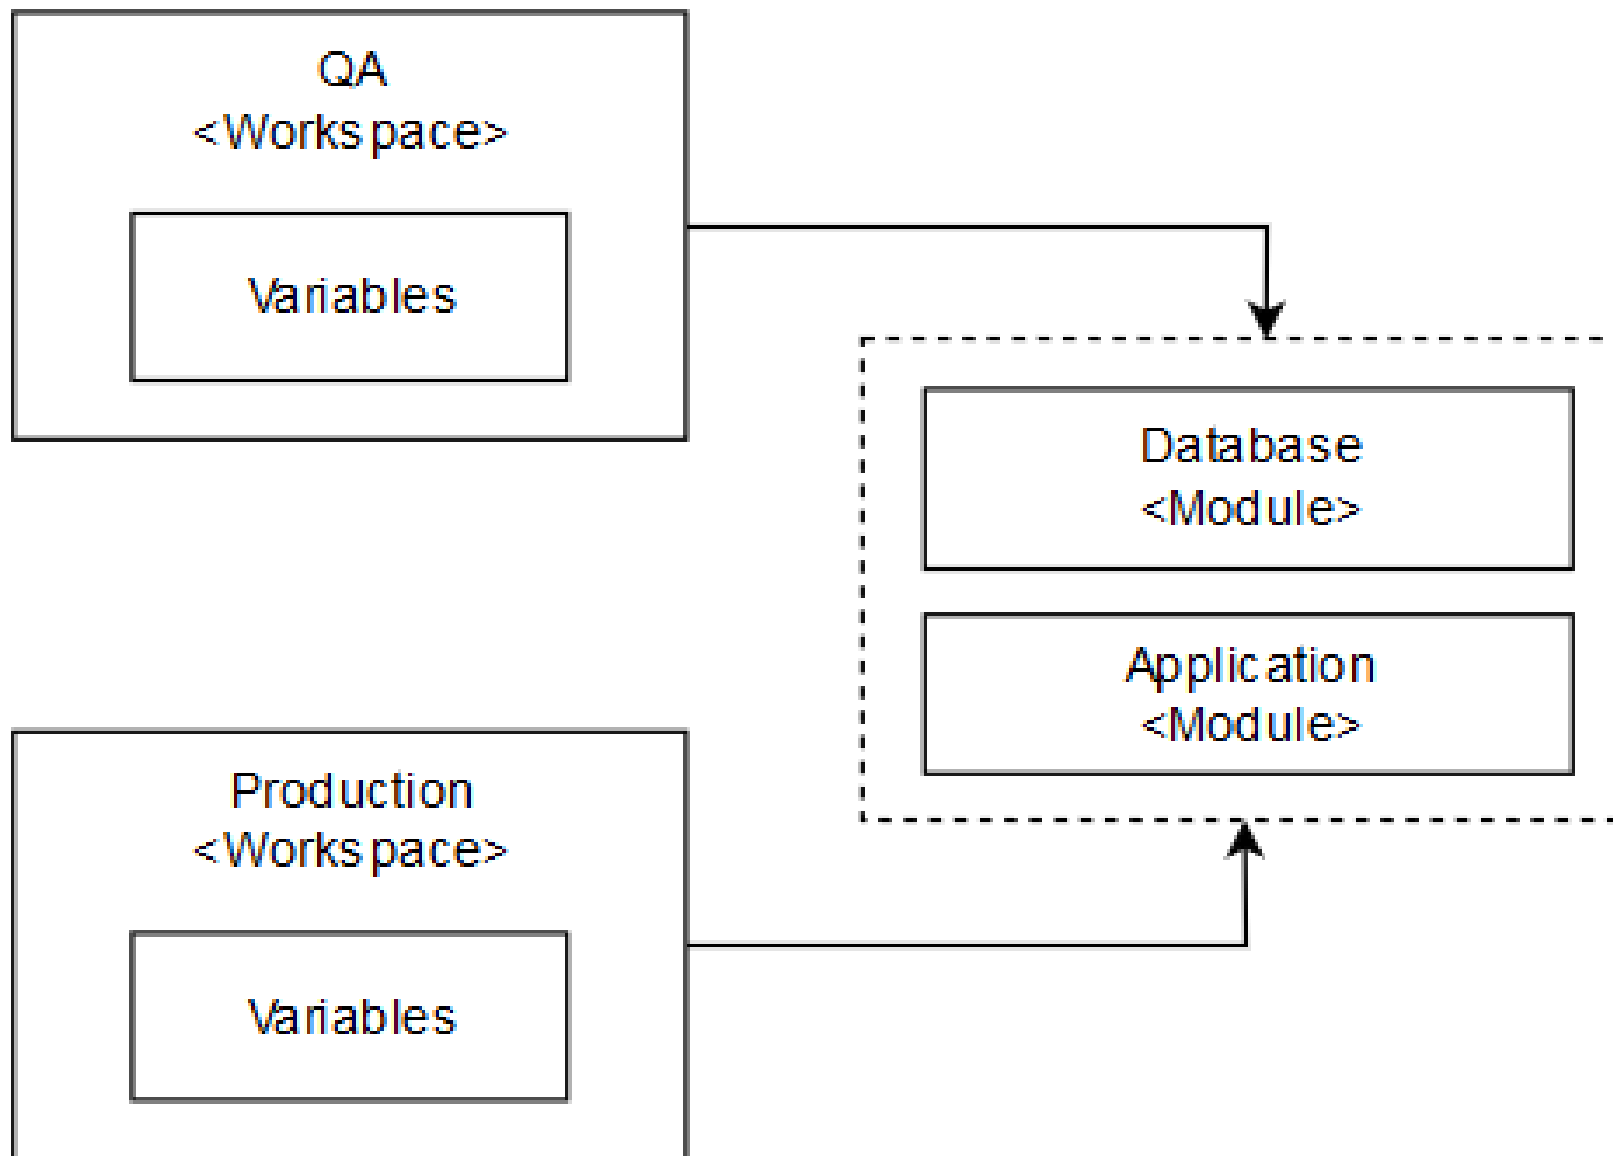 QA
<Workspace>
Variables
Database
<Module>
Application
<Module>
Production
<Workspace>
Variables